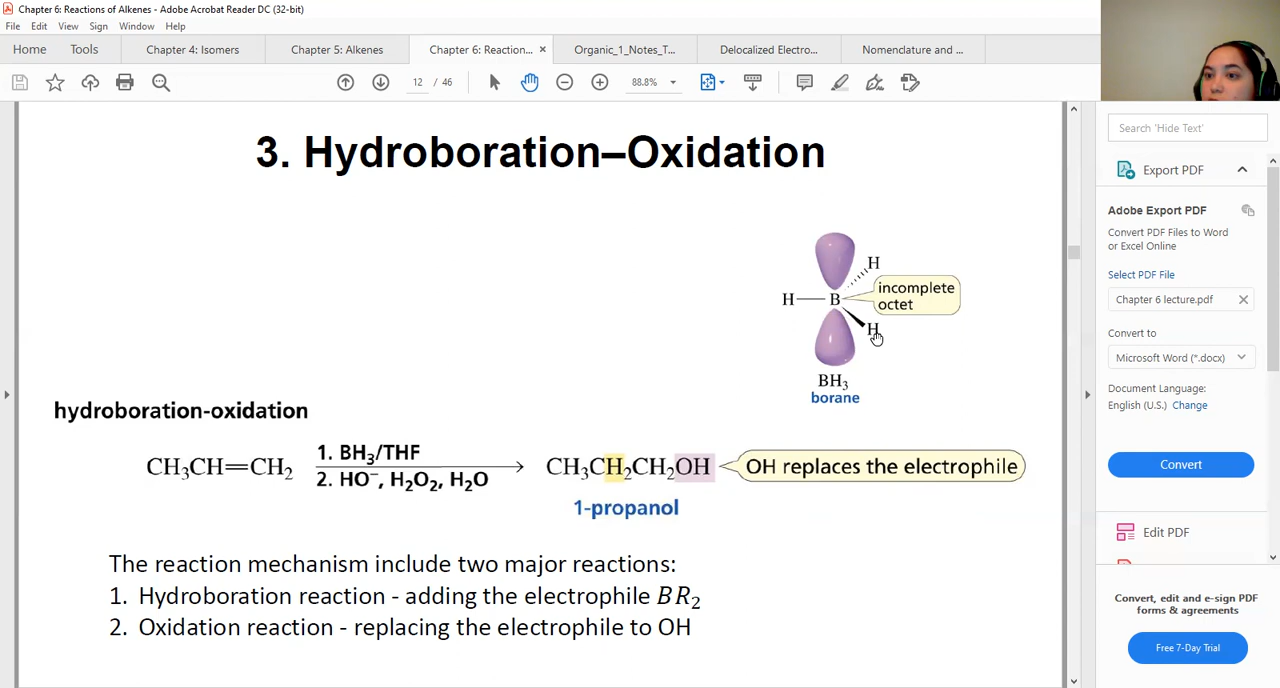 Chapter 6: Reactions of Alkenes - Adobe Acrobat Reader DC (32-bit)
File Edit View Sign Window Help
Home Tools Chapter 4: Isomers Chapter 5: Alkenes Chapter 6: Reaction... × Organic_1_Notes_T... Delocalized Electro... Nomenclature and ...
12 / 46 88.8%
3. Hydroboration–Oxidation
H
H B incomplete octet
H
BH₃
borane
hydroboration-oxidation
CH₃CH=CH₂ 1. BH₃/THF
2. HO⁻, H₂O₂, H₂O
CH₃CH₂CH₂OH OH replaces the electrophile
1-propanol
The reaction mechanism include two major reactions:
1. Hydroboration reaction - adding the electrophile BR₂
2. Oxidation reaction - replacing the electrophile to OH
Search 'Hide Text'
Export PDF
Adobe Export PDF
Convert PDF Files to Word
or Excel Online
Select PDF File
Chapter 6 lecture.pdf
Convert to
Microsoft Word (*.docx)
Document Language:
English (U.S.) Change
Convert
Edit PDF
Convert, edit and e-sign PDF
forms & agreements
Free 7-Day Trial